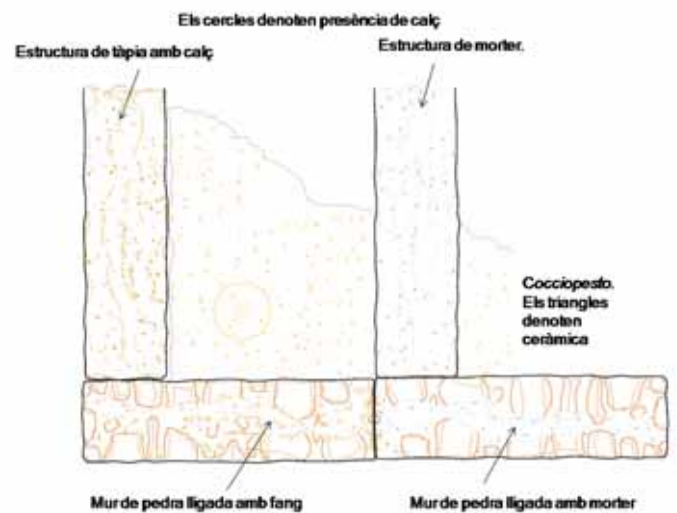 Els cercles denoten presència de calç
Estructura de tàpia amb calç
Estructura de morter.
Cocciopesto.
Els triangles
denoten
ceràmica
Mur de pedra lligada amb fang
Mur de pedra lligada amb morter